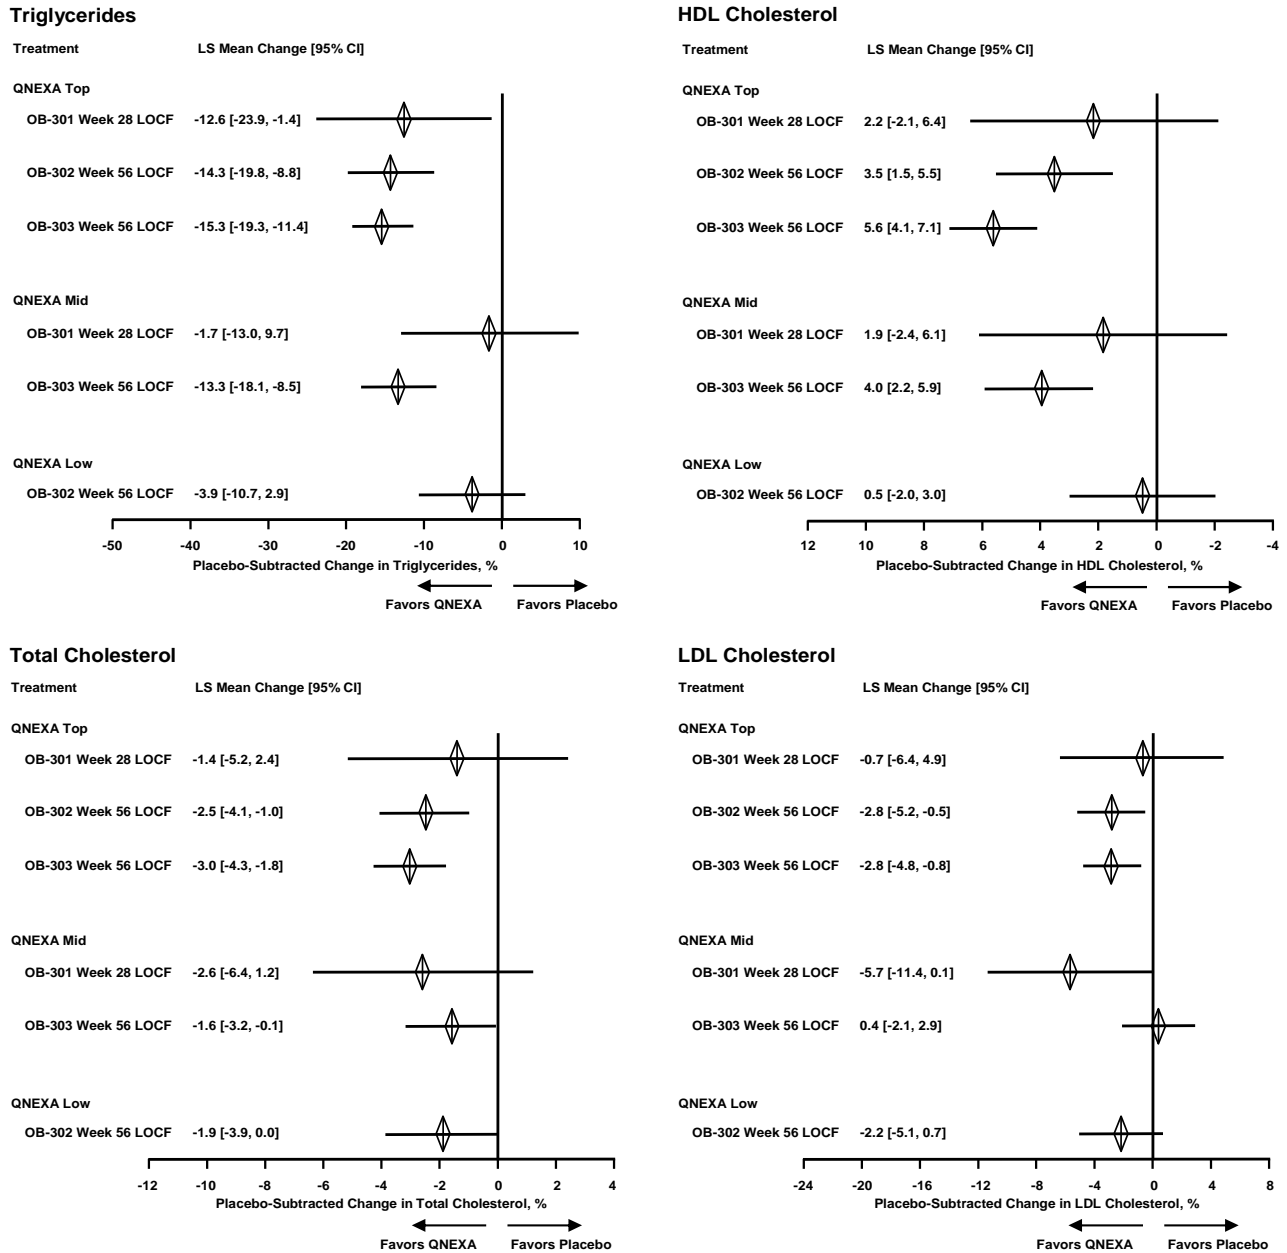 Triglycerides
Treatment LS Mean Change [95% CI]
QNEXA Top
OB-301 Week 28 LOCF -12.6 [-23.9, -1.4]
OB-302 Week 56 LOCF -14.3 [-19.8, -8.8]
OB-303 Week 56 LOCF -15.3 [-19.3, -11.4]
QNEXA Mid
OB-301 Week 28 LOCF -1.7 [-13.0, 9.7]
OB-303 Week 56 LOCF -13.3 [-18.1, -8.5]
QNEXA Low
OB-302 Week 56 LOCF -3.9 [-10.7, 2.9]
-50 -40 -30 -20 -10 0 10
Placebo-Subtracted Change in Triglycerides, %
Favors QNEXA Favors Placebo
HDL Cholesterol
Treatment LS Mean Change [95% CI]
QNEXA Top
OB-301 Week 28 LOCF 2.2 [-2.1, 6.4]
OB-302 Week 56 LOCF 3.5 [1.5, 5.5]
OB-303 Week 56 LOCF 5.6 [4.1, 7.1]
QNEXA Mid
OB-301 Week 28 LOCF 1.9 [-2.4, 6.1]
OB-303 Week 56 LOCF 4.0 [2.2, 5.9]
QNEXA Low
OB-302 Week 56 LOCF 0.5 [-2.0, 3.0]
12 10 8 6 4 2 0 -2 -4
Placebo-Subtracted Change in HDL Cholesterol, %
Favors QNEXA Favors Placebo
Total Cholesterol
Treatment LS Mean Change [95% CI]
QNEXA Top
OB-301 Week 28 LOCF -1.4 [-5.2, 2.4]
OB-302 Week 56 LOCF -2.5 [-4.1, -1.0]
OB-303 Week 56 LOCF -3.0 [-4.3, -1.8]
QNEXA Mid
OB-301 Week 28 LOCF -2.6 [-6.4, 1.2]
OB-303 Week 56 LOCF -1.6 [-3.2, -0.1]
QNEXA Low
OB-302 Week 56 LOCF -1.9 [-3.9, 0.0]
-12 -10 -8 -6 -4 -2 0 2 4
Placebo-Subtracted Change in Total Cholesterol, %
Favors QNEXA Favors Placebo
LDL Cholesterol
Treatment LS Mean Change [95% CI]
QNEXA Top
OB-301 Week 28 LOCF -0.7 [-6.4, 4.9]
OB-302 Week 56 LOCF -2.8 [-5.2, -0.5]
OB-303 Week 56 LOCF -2.8 [-4.8, -0.8]
QNEXA Mid
OB-301 Week 28 LOCF -5.7 [-11.4, 0.1]
OB-303 Week 56 LOCF 0.4 [-2.1, 2.9]
QNEXA Low
OB-302 Week 56 LOCF -2.2 [-5.1, 0.7]
-24 -20 -16 -12 -8 -4 0 4 8
Placebo-Subtracted Change in LDL Cholesterol, %
Favors QNEXA Favors Placebo